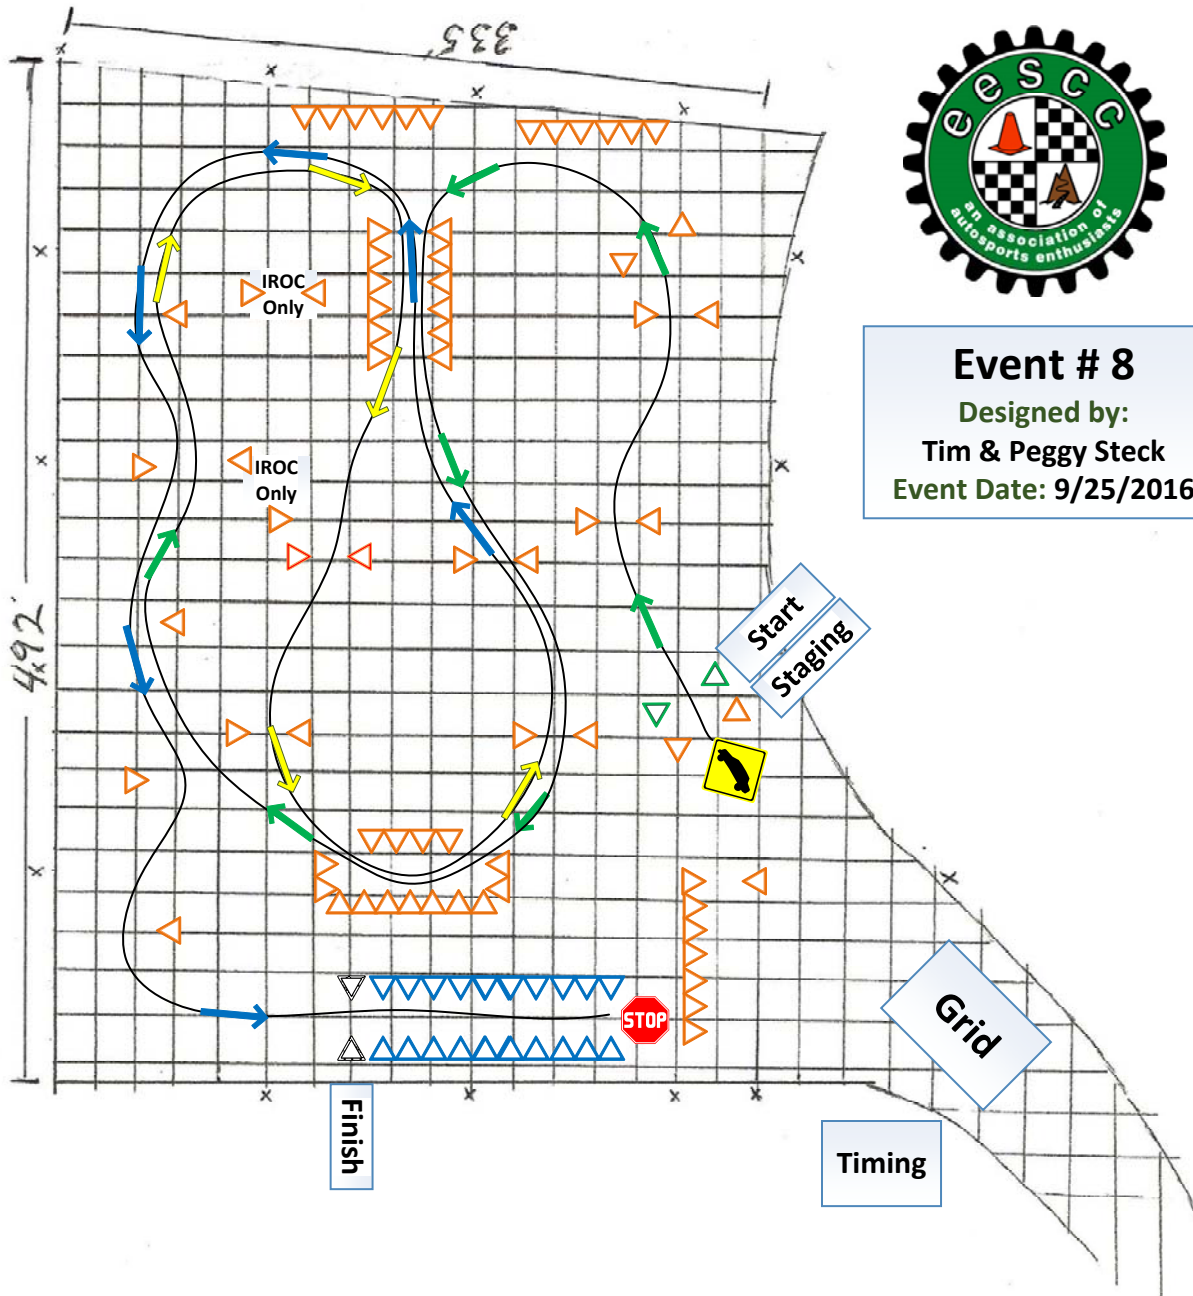 335'
eescc
an association of
autosports enthusiasts
IROC
Only
Event # 8
Designed by:
Tim & Peggy Steck
Event Date: 9/25/2016
IROC
Only
492'
Start
Staging
STOP
Grid
Finish
Timing